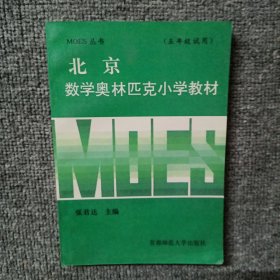 MOES丛书 (五年级试用)
北京
数学奥林匹克小学教材
MOES
张君达 主编
首都师范大学出版社